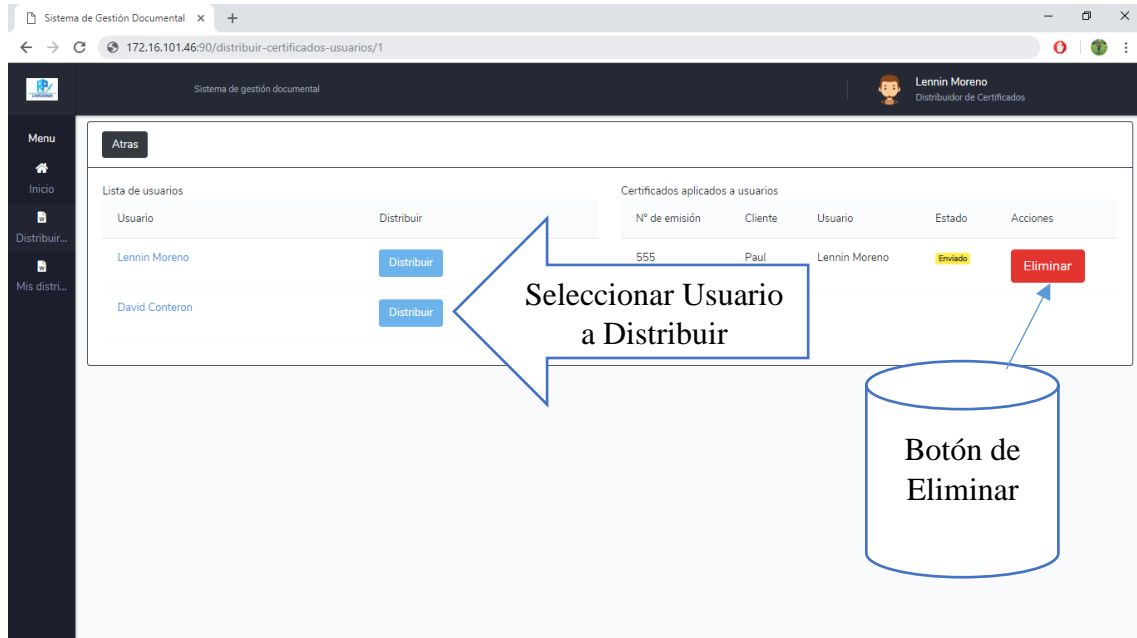 Sistema de Gestión Documental
172.16.101.46:90/distribuir-certificados-usuarios/1
Sistema de gestión documental
Lennin Moreno
Distribuidor de Certificados
Menu
Inicio
Distribuir...
Mis distri...
Atras
Lista de usuarios
Usuario Distribuir
Lennin Moreno Distribuir
David Conteron Distribuir
Certificados aplicados a usuarios
N° de emisión Cliente Usuario Estado Acciones
555 Paul Lennin Moreno Enviado Eliminar
Seleccionar Usuario
a Distribuir
Botón de
Eliminar